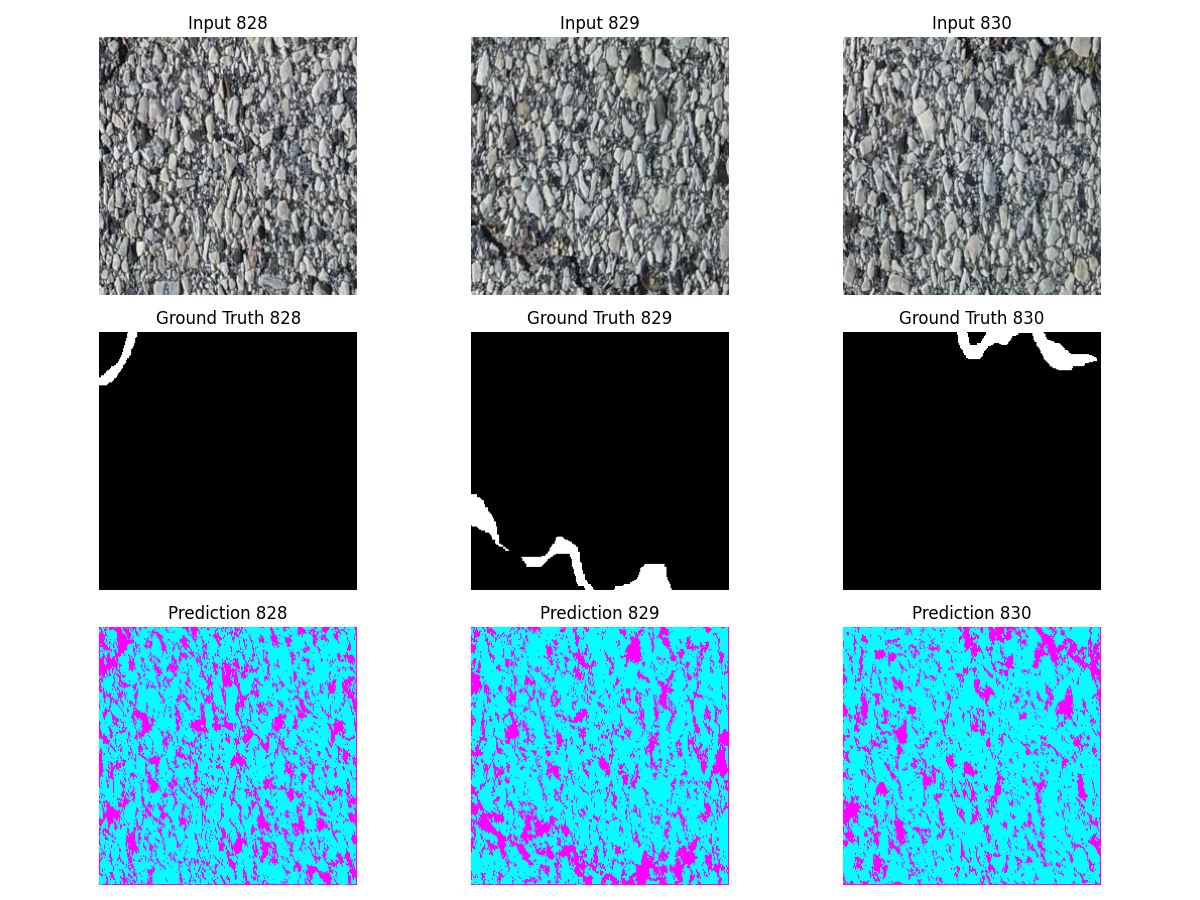 Input 828
Input 829
Input 830
Ground Truth 828
Ground Truth 829
Ground Truth 830
Prediction 828
Prediction 829
Prediction 830